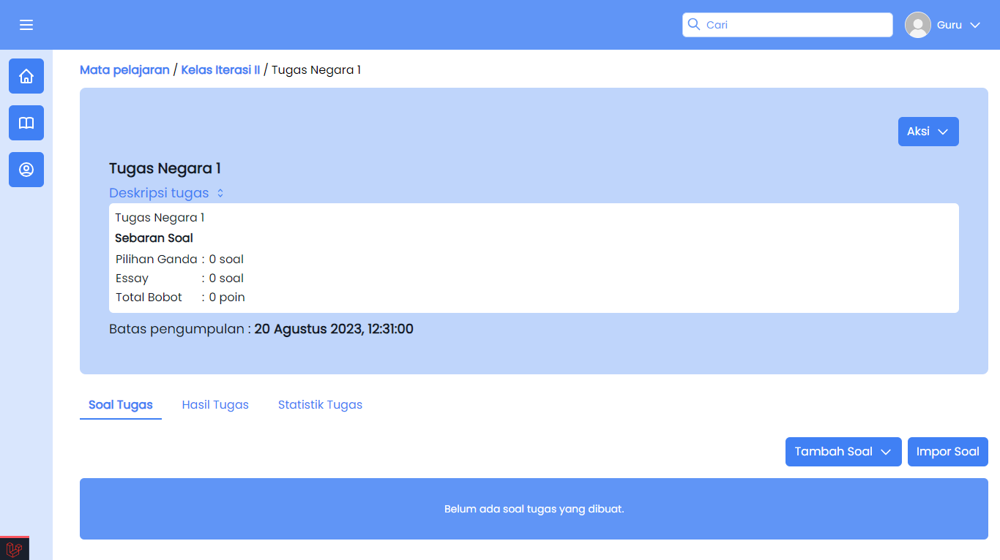 Cari
Guru
Mata pelajaran / Kelas Iterasi II / Tugas Negara 1
Aksi
Tugas Negara 1
Deskripsi tugas
Tugas Negara 1
Sebaran Soal
Pilihan Ganda : 0 soal
Essay : 0 soal
Total Bobot : 0 poin
Batas pengumpulan : 20 Agustus 2023, 12:31:00
Soal Tugas Hasil Tugas Statistik Tugas
Tambah Soal Impor Soal
Belum ada soal tugas yang dibuat.